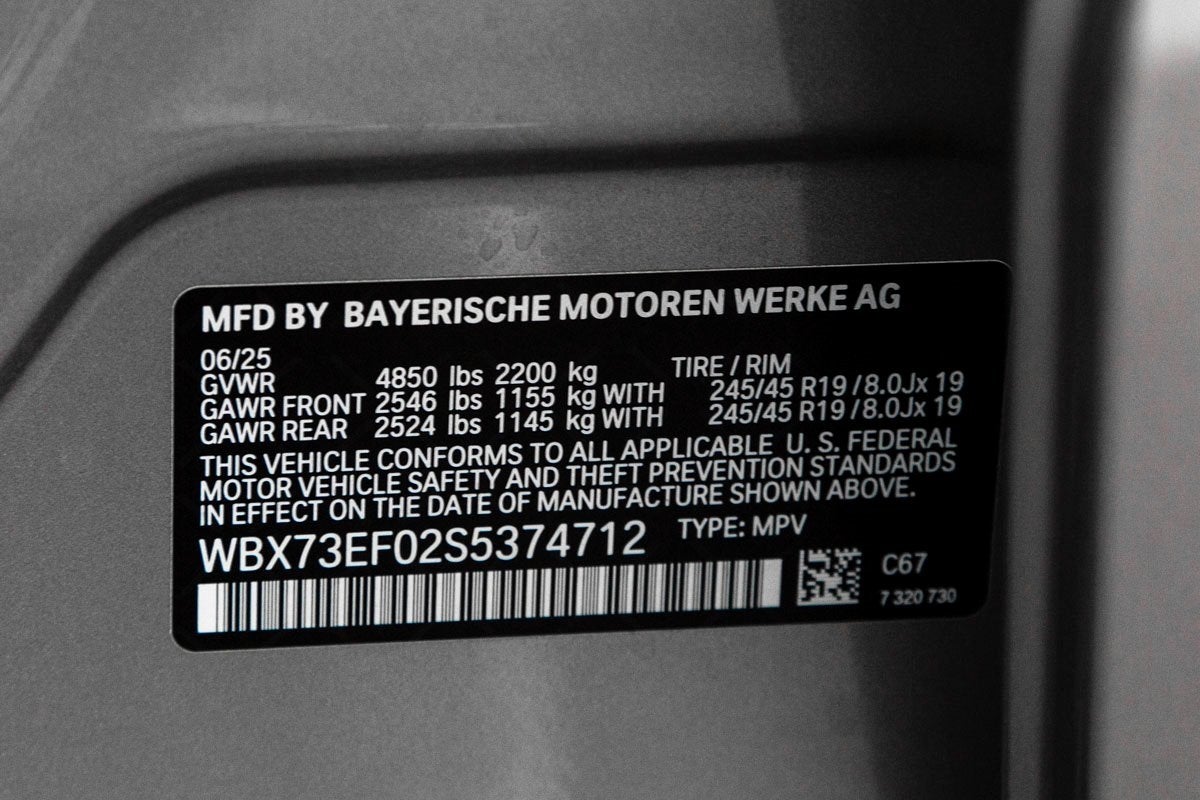 MFD BY BAYERISCHE MOTOREN WERKE AG
06/25 TIRE / RIM
GVWR 4850 lbs 2200 kg
GAWR FRONT 2546 lbs 1155 kg WITH 245/45 R19 / 8.0Jx 19
GAWR REAR 2524 lbs 1145 kg WITH 245/45 R19 / 8.0Jx 19
THIS VEHICLE CONFORMS TO ALL APPLICABLE U. S. FEDERAL
MOTOR VEHICLE SAFETY AND THEFT PREVENTION STANDARDS
IN EFFECT ON THE DATE OF MANUFACTURE SHOWN ABOVE.
WBX73EF02S5374712 TYPE: MPV
C67
7 320 730